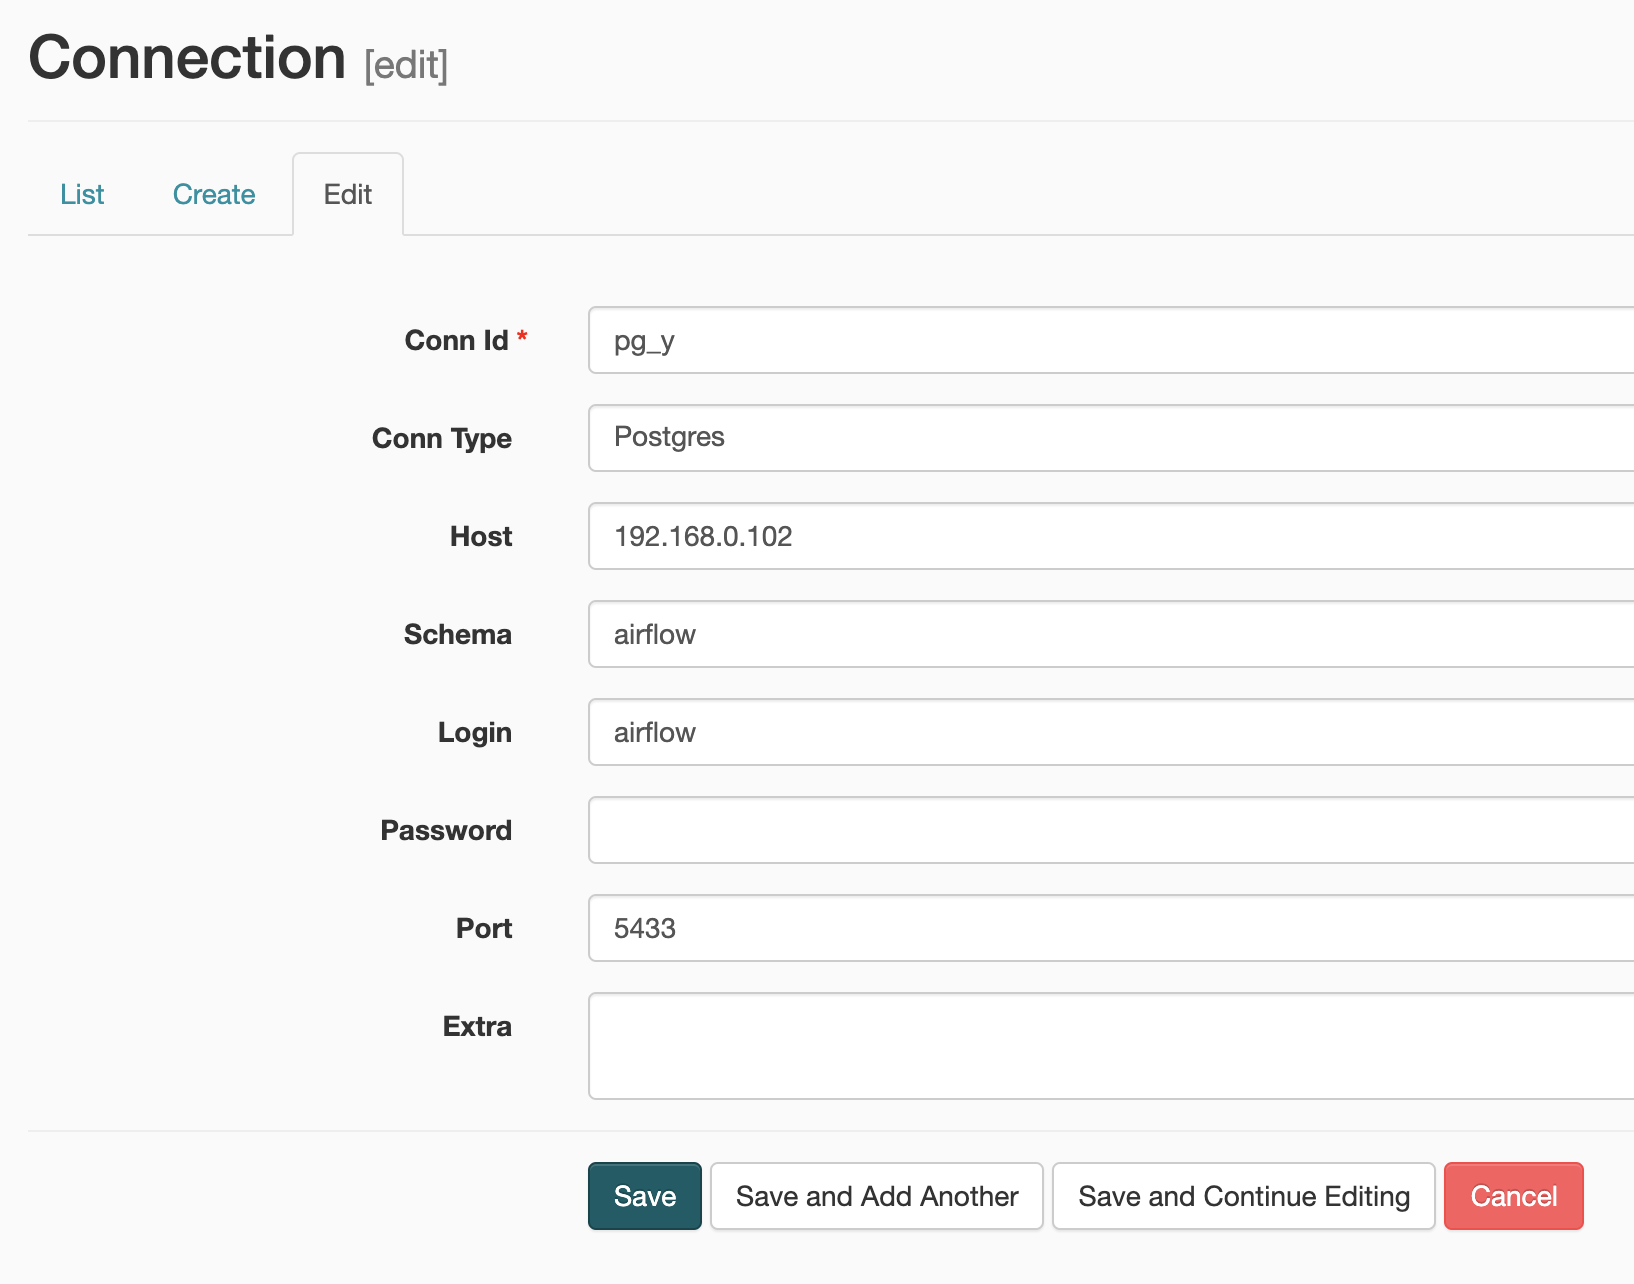 Connection [edit]
List Create Edit
Conn Id * pg_y
Conn Type Postgres
Host 192.168.0.102
Schema airflow
Login airflow
Password
Port 5433
Extra
Save Save and Add Another Save and Continue Editing Cancel